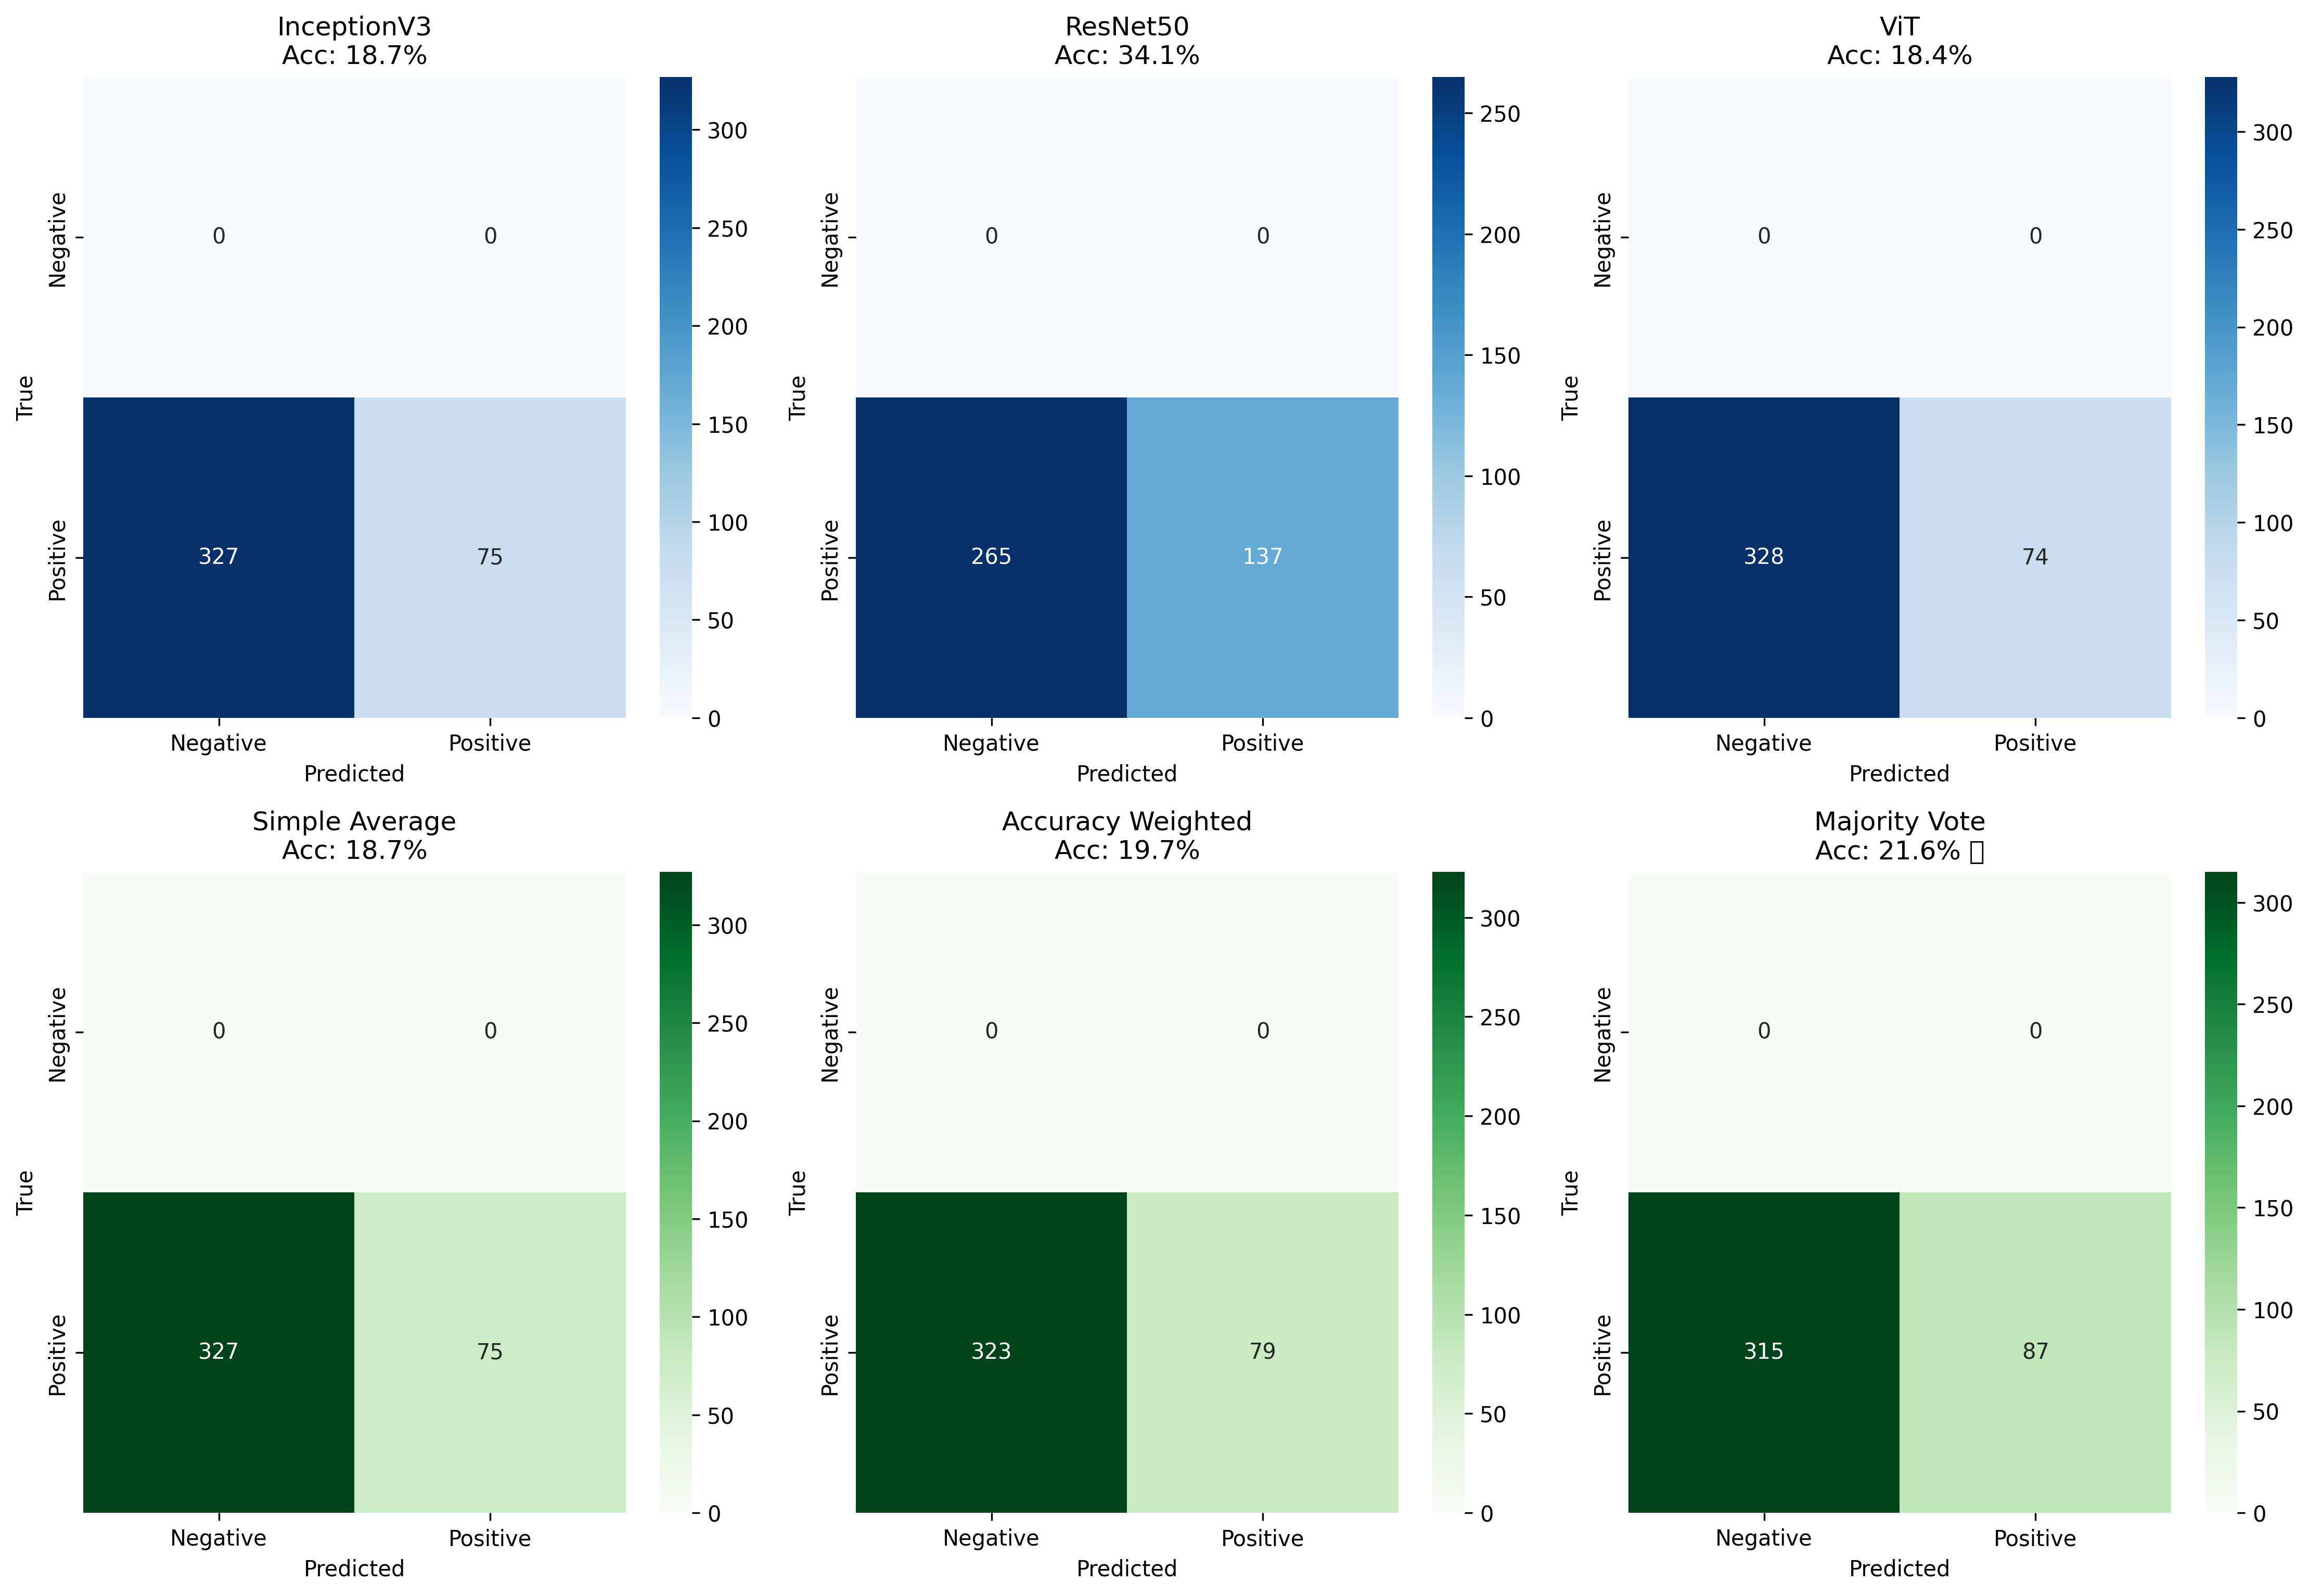 InceptionV3
Acc: 18.7%
True
Negative
Positive
0
0
327
75
Negative
Positive
Predicted
300
250
200
150
100
50
0
ResNet50
Acc: 34.1%
True
Negative
Positive
0
0
265
137
Negative
Positive
Predicted
250
200
150
100
50
0
ViT
Acc: 18.4%
True
Negative
Positive
0
0
328
74
Negative
Positive
Predicted
300
250
200
150
100
50
0
Simple Average
Acc: 18.7%
True
Negative
Positive
0
0
327
75
Negative
Positive
Predicted
300
250
200
150
100
50
0
Accuracy Weighted
Acc: 19.7%
True
Negative
Positive
0
0
323
79
Negative
Positive
Predicted
300
250
200
150
100
50
0
Majority Vote
Acc: 21.6%
True
Negative
Positive
0
0
315
87
Negative
Positive
Predicted
300
250
200
150
100
50
0